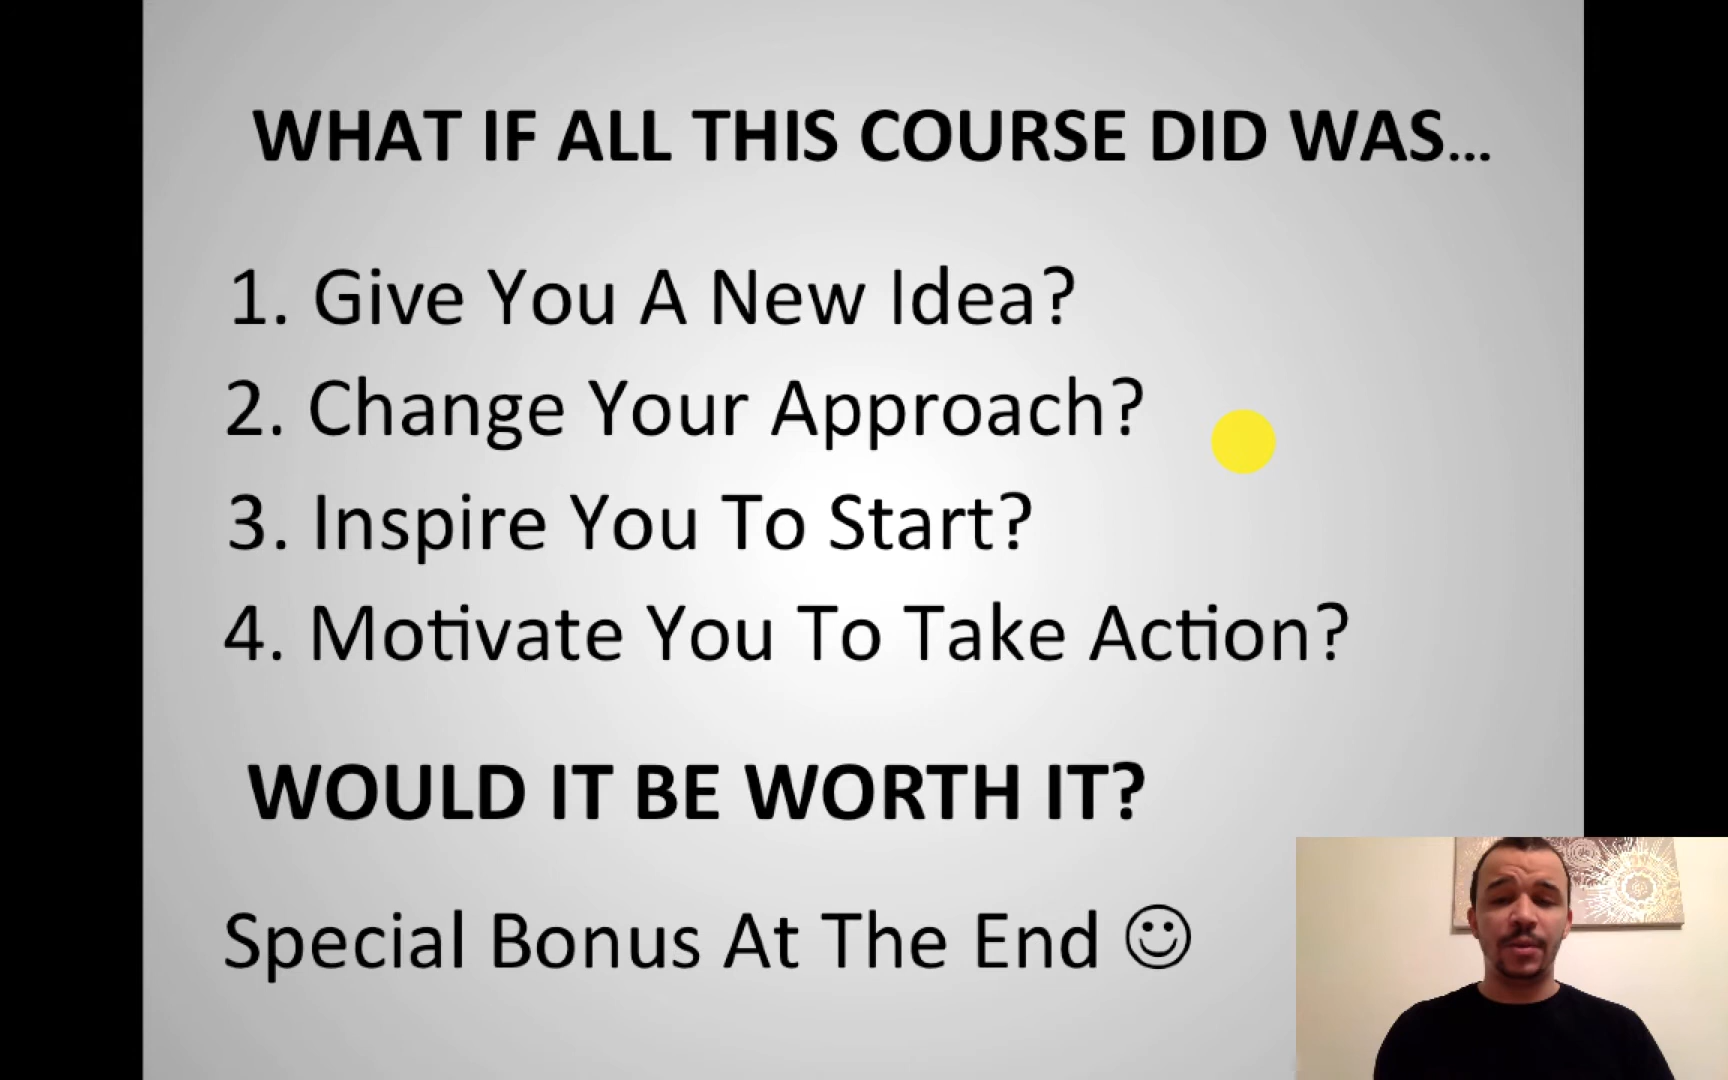 WHAT IF ALL THIS COURSE DID WAS...
1. Give You A New Idea?
2. Change Your Approach?
3. Inspire You To Start?
4. Motivate You To Take Action?
WOULD IT BE WORTH IT?
Special Bonus At The End ☺